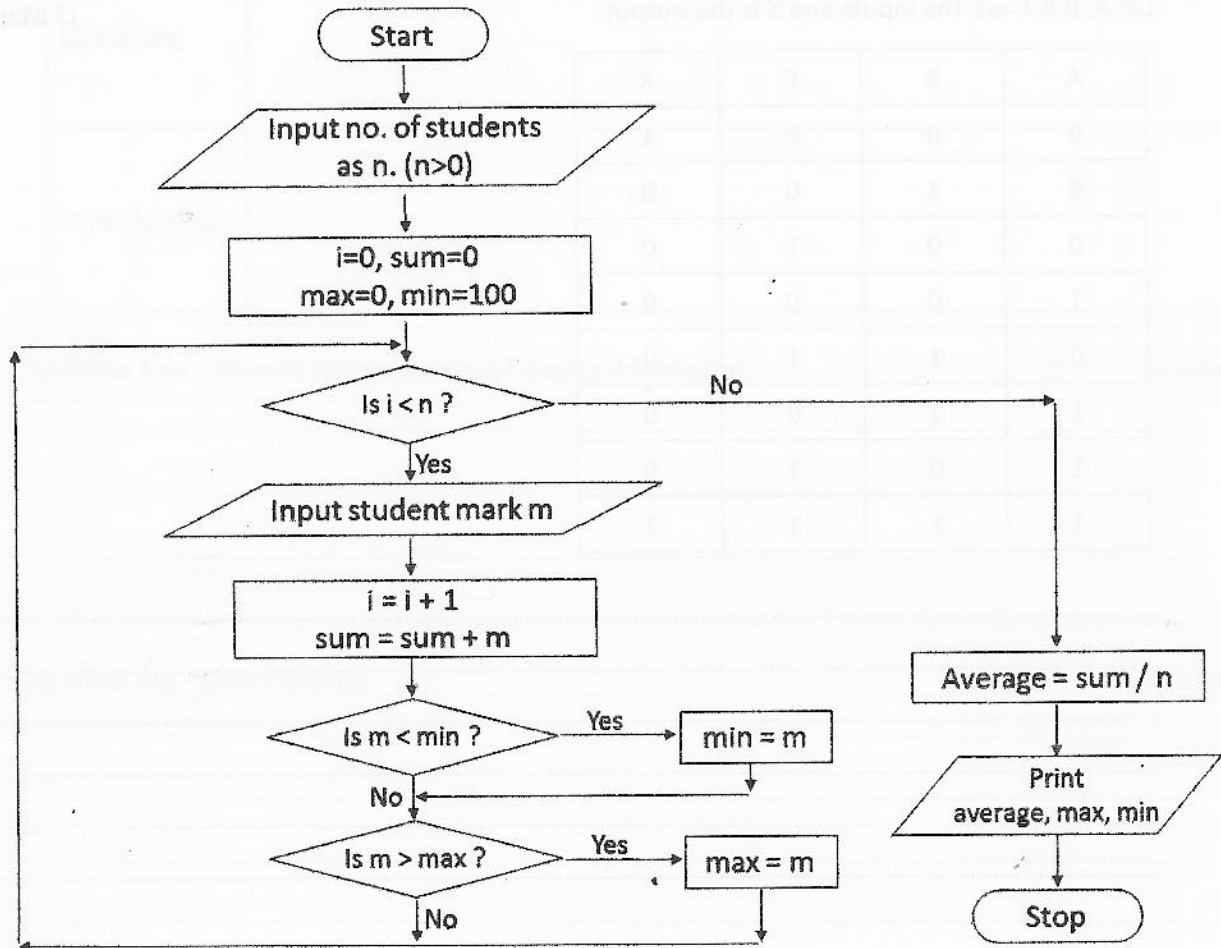 Start
Input no. of students
as n. (n>0)
i=0, sum=0
max=0, min=100
Is i < n ?
No
Yes
Input student mark m
i = i + 1
sum = sum + m
Is m < min ?
Yes
min = m
No
Is m > max ?
Yes
max = m
No
Average = sum / n
Print
average, max, min
Stop